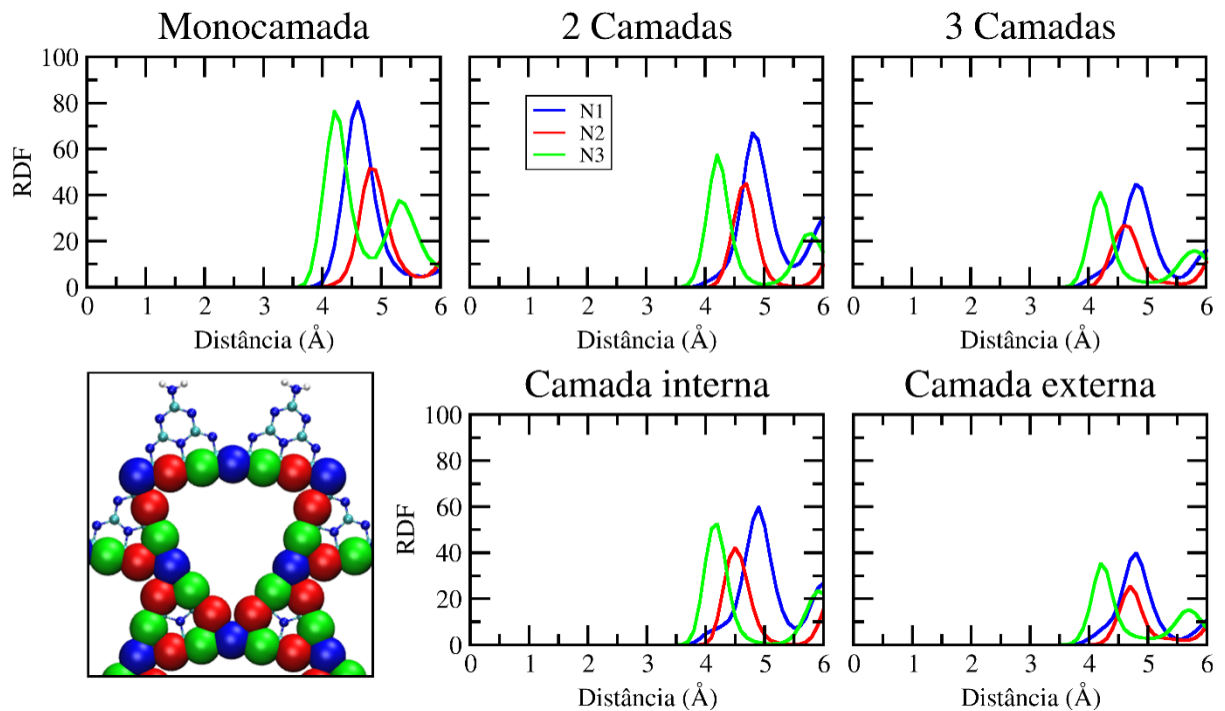 Monocamada
2 Camadas
3 Camadas
100
80
60
40
20
0
RDF
0 1 2 3 4 5 6
Distância (Å)
N1
N2
N3
0 1 2 3 4 5 6
Distância (Å)
0 1 2 3 4 5 6
Distância (Å)
Camada interna
Camada externa
100
80
60
40
20
0
RDF
0 1 2 3 4 5 6
Distância (Å)
0 1 2 3 4 5 6
Distância (Å)